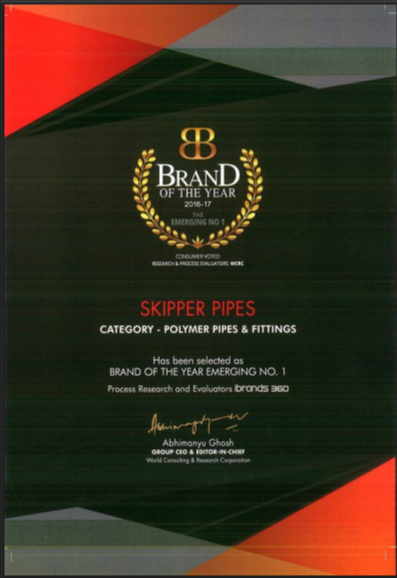 BRAND
OF THE YEAR
2016-17
THE
EMERGING NO 1
CONSUMER VOTED
RESEARCH & PROCESS EVALUATORS: WCRC
SKIPPER PIPES
CATEGORY - POLYMER PIPES & FITTINGS
Has been selected as
BRAND OF THE YEAR EMERGING NO. 1
Process Research and Evaluators ibrands 360
Abhimanyu Ghosh
GROUP CEO & EDITOR-IN-CHIEF
World Consulting & Research Corporation